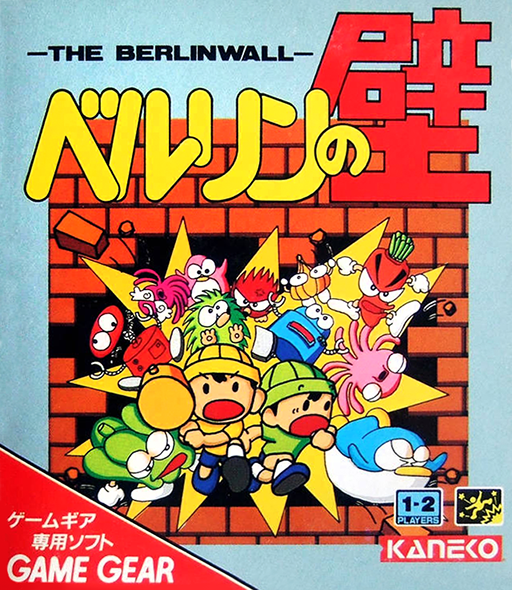 -THE BERLINWALL-
ベルリンの壁
1-2
PLAYERS
ゲームギア
専用ソフト
GAME GEAR
KANEKO